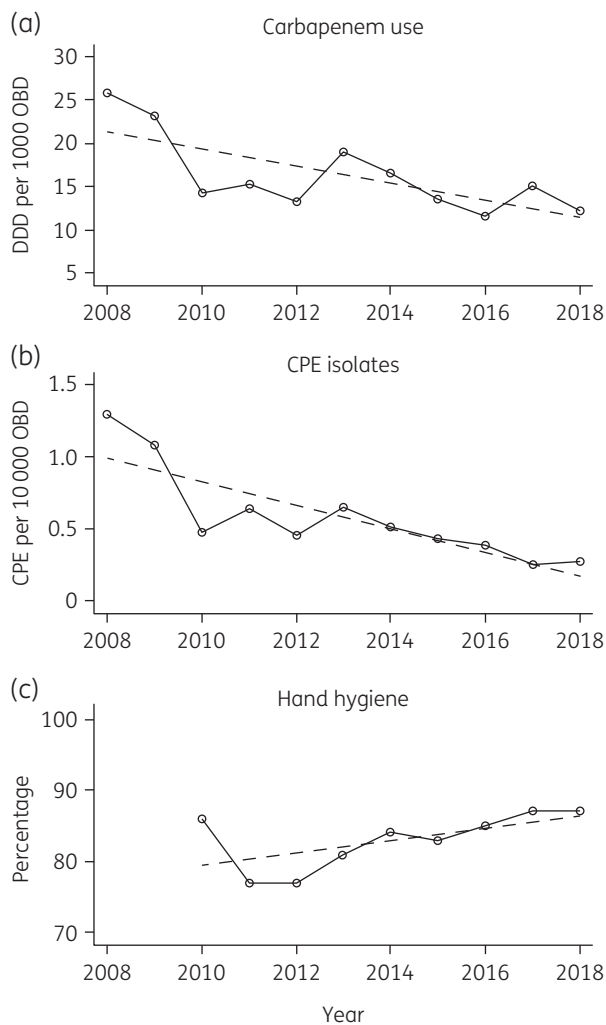 (a)
Carbapenem use
DDD per 1000 OBD
30
25
20
15
10
5
2008 2010 2012 2014 2016 2018
(b)
CPE isolates
CPE per 10 000 OBD
1.5
1.0
0.5
0
2008 2010 2012 2014 2016 2018
(c)
Hand hygiene
Percentage
100
90
80
70
2008 2010 2012 2014 2016 2018
Year